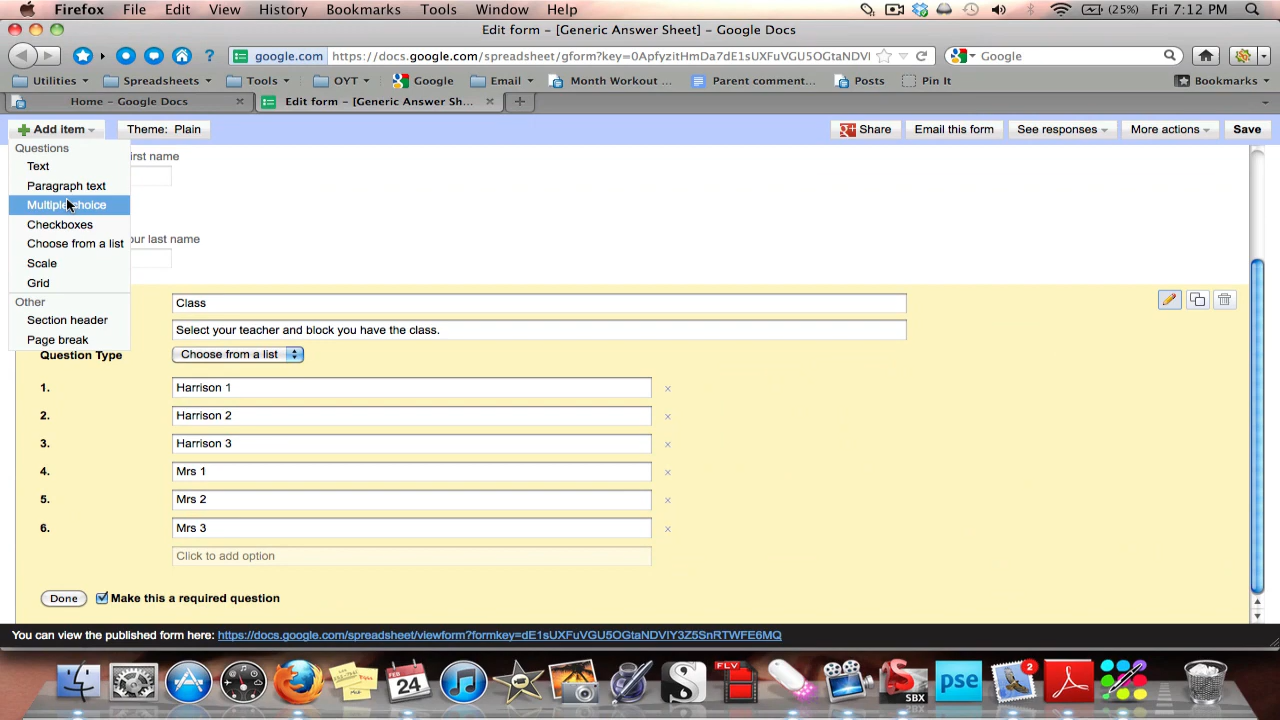 Firefox File Edit View History Bookmarks Tools Window Help (25%) Fri 7:12 PM
Edit form – [Generic Answer Sheet] – Google Docs
google.com https://docs.google.com/spreadsheet/gform?key=0ApfyzitHmDa7dE1sUXFuVGU5OGtaNDVI Google
Utilities Spreadsheets Tools OYT Google Email Month Workout ... Parent comment... Posts Pin It Bookmarks
Home – Google Docs Edit form – [Generic Answer Sh...
Add item Theme: Plain Share Email this form See responses More actions Save
Questions
irst name
Text
Paragraph text
Multiple choice
Checkboxes
our last name
Choose from a list
Scale
Grid
Other
Class
Section header
Select your teacher and block you have the class.
Page break
Question Type Choose from a list
1. Harrison 1
2. Harrison 2
3. Harrison 3
4. Mrs 1
5. Mrs 2
6. Mrs 3
Click to add option
Done Make this a required question
You can view the published form here: https://docs.google.com/spreadsheet/viewform?formkey=dE1sUXFuVGU5OGtaNDVIY3Z5SnRTWFE6MQ
FEB
24
FLV
SBX
pse
2